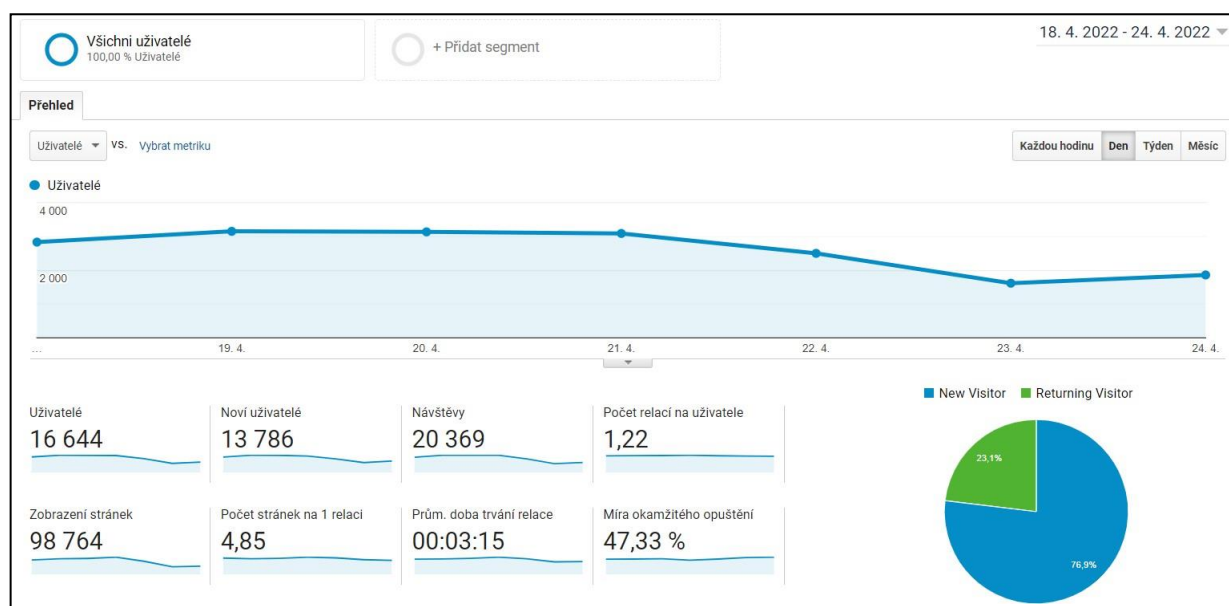 Všichni uživatelé
100,00 % Uživatelé
+ Přidat segment
18. 4. 2022 - 24. 4. 2022
Přehled
Uživatelé
VS.
Vybrat metriku
Každou hodinu
Den
Týden
Měsíc
Uživatelé
4 000
2 000
...
19. 4.
20. 4.
21. 4.
22. 4.
23. 4.
24. 4.
Uživatelé
16 644
Noví uživatelé
13 786
Návštěvy
20 369
Počet relací na uživatele
1,22
Zobrazení stránek
98 764
Počet stránek na 1 relaci
4,85
Prům. doba trvání relace
00:03:15
Míra okamžitého opuštění
47,33 %
New Visitor
Returning Visitor
23,1%
76,9%